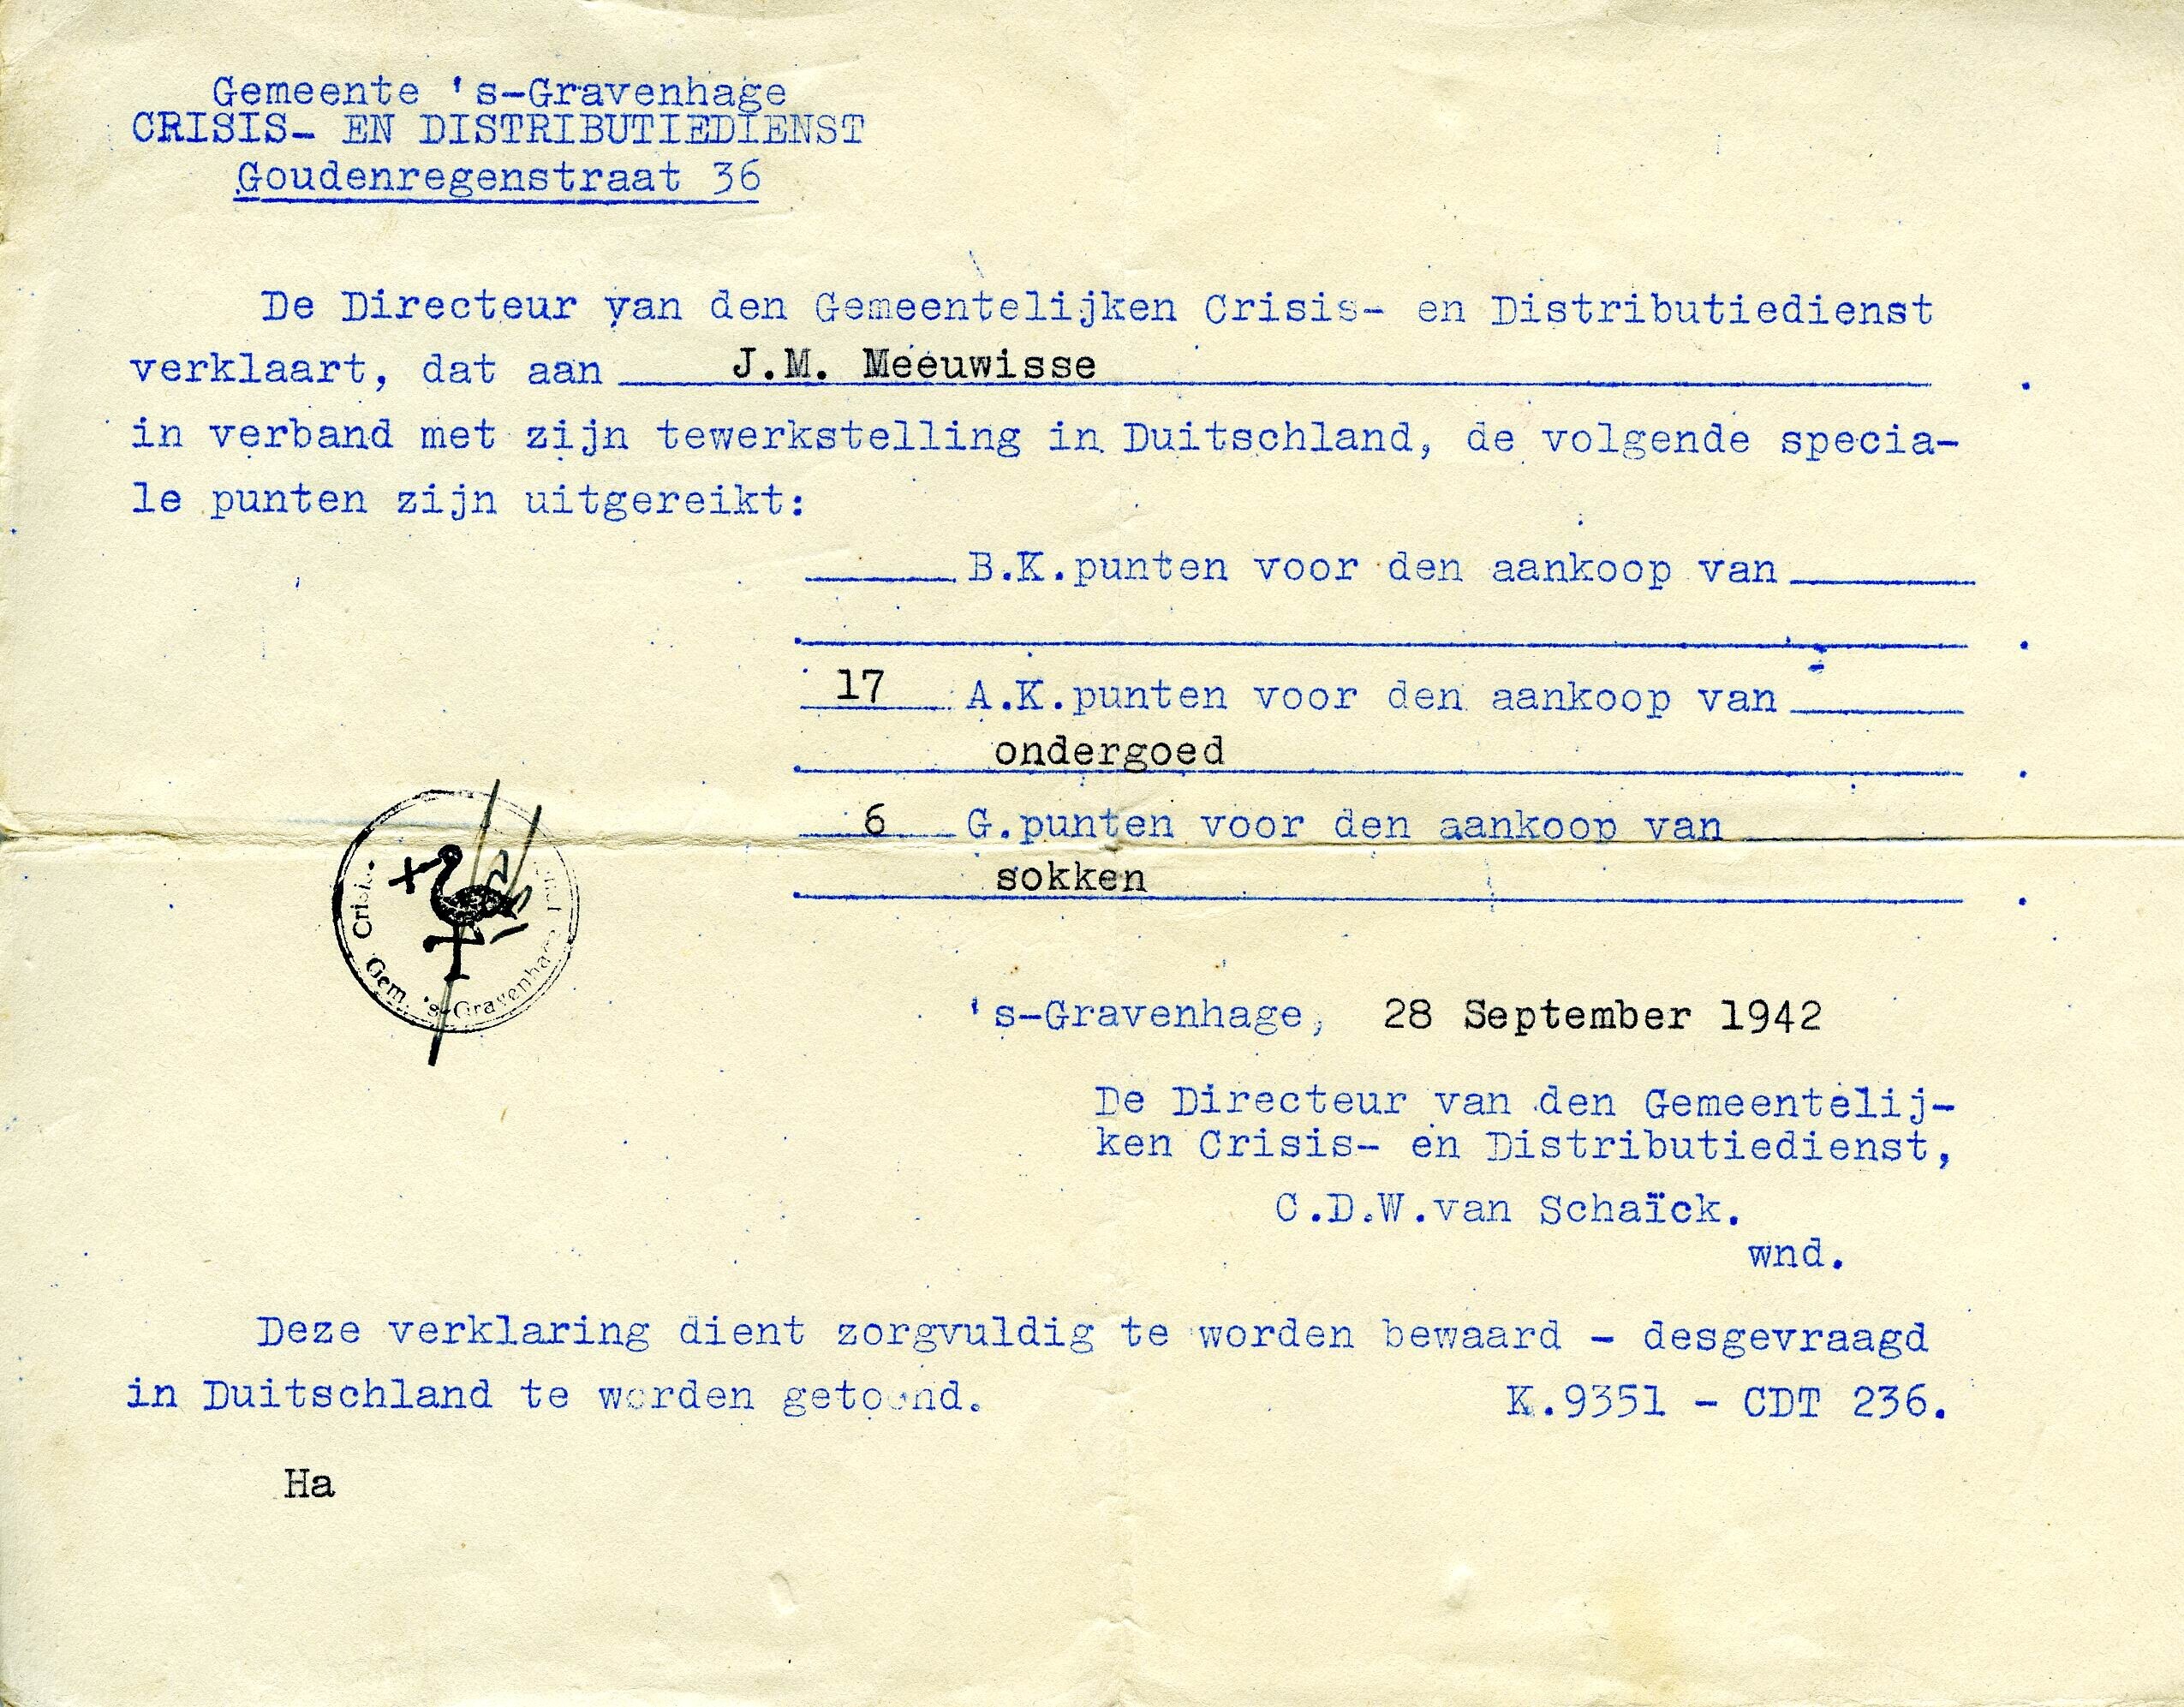 Gemeente 's-Gravenhage
CRISIS- EN DISTRIBUTIEDIENST
Goudenregenstraat 36
De Directeur van den Gemeentelijken Crisis- en Distributiedienst
verklaart, dat aan J.M. Meeuwisse .
in verband met zijn tewerkstelling in Duitschland, de volgende specia-
le punten zijn uitgereikt:
B.K.punten voor den aankoop van
.
17 A.K.punten voor den aankoop van
ondergoed .
6 G.punten voor den aankoop van
sokken .
Crisis-
Gem. 's-Gravenhage
's-Gravenhage, 28 September 1942
De Directeur van den Gemeentelij-
ken Crisis- en Distributiedienst,
C.D.W.van Schaïck.
wnd.
Deze verklaring dient zorgvuldig te worden bewaard - desgevraagd
in Duitschland te worden getoond. K.9351 - CDT 236.
Ha